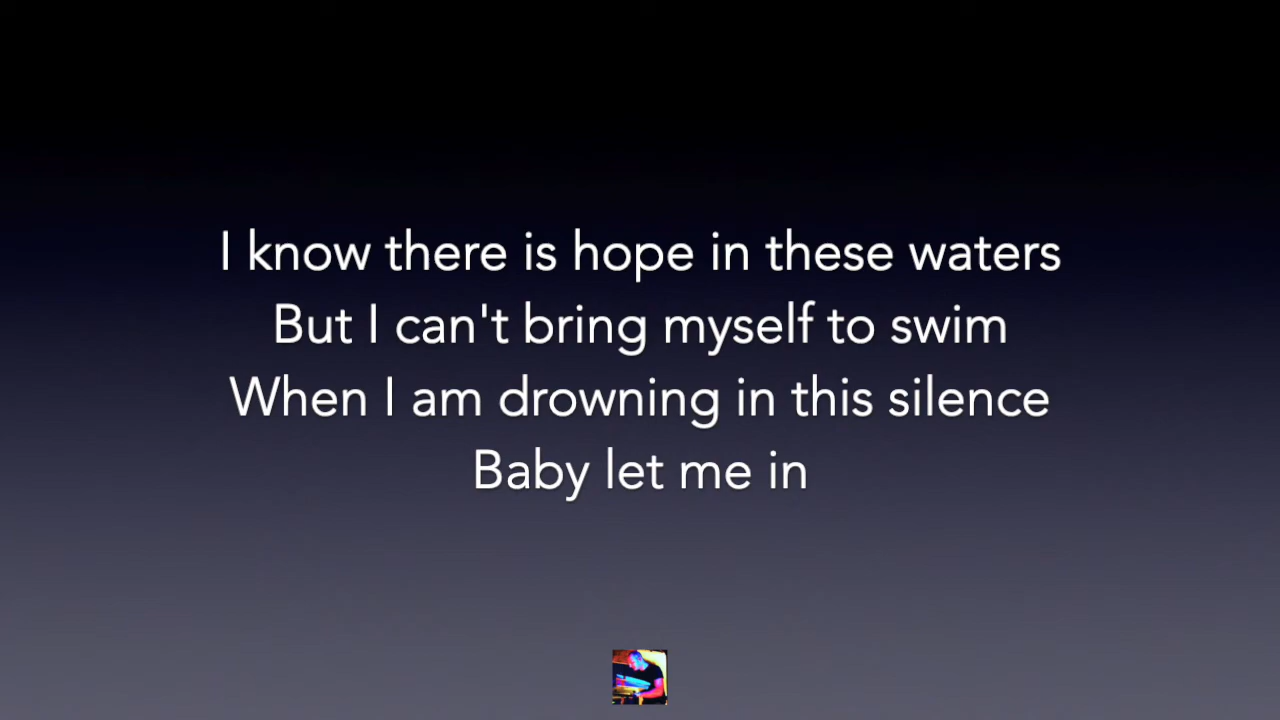 I know there is hope in these waters
But I can't bring myself to swim
When I am drowning in this silence
Baby let me in